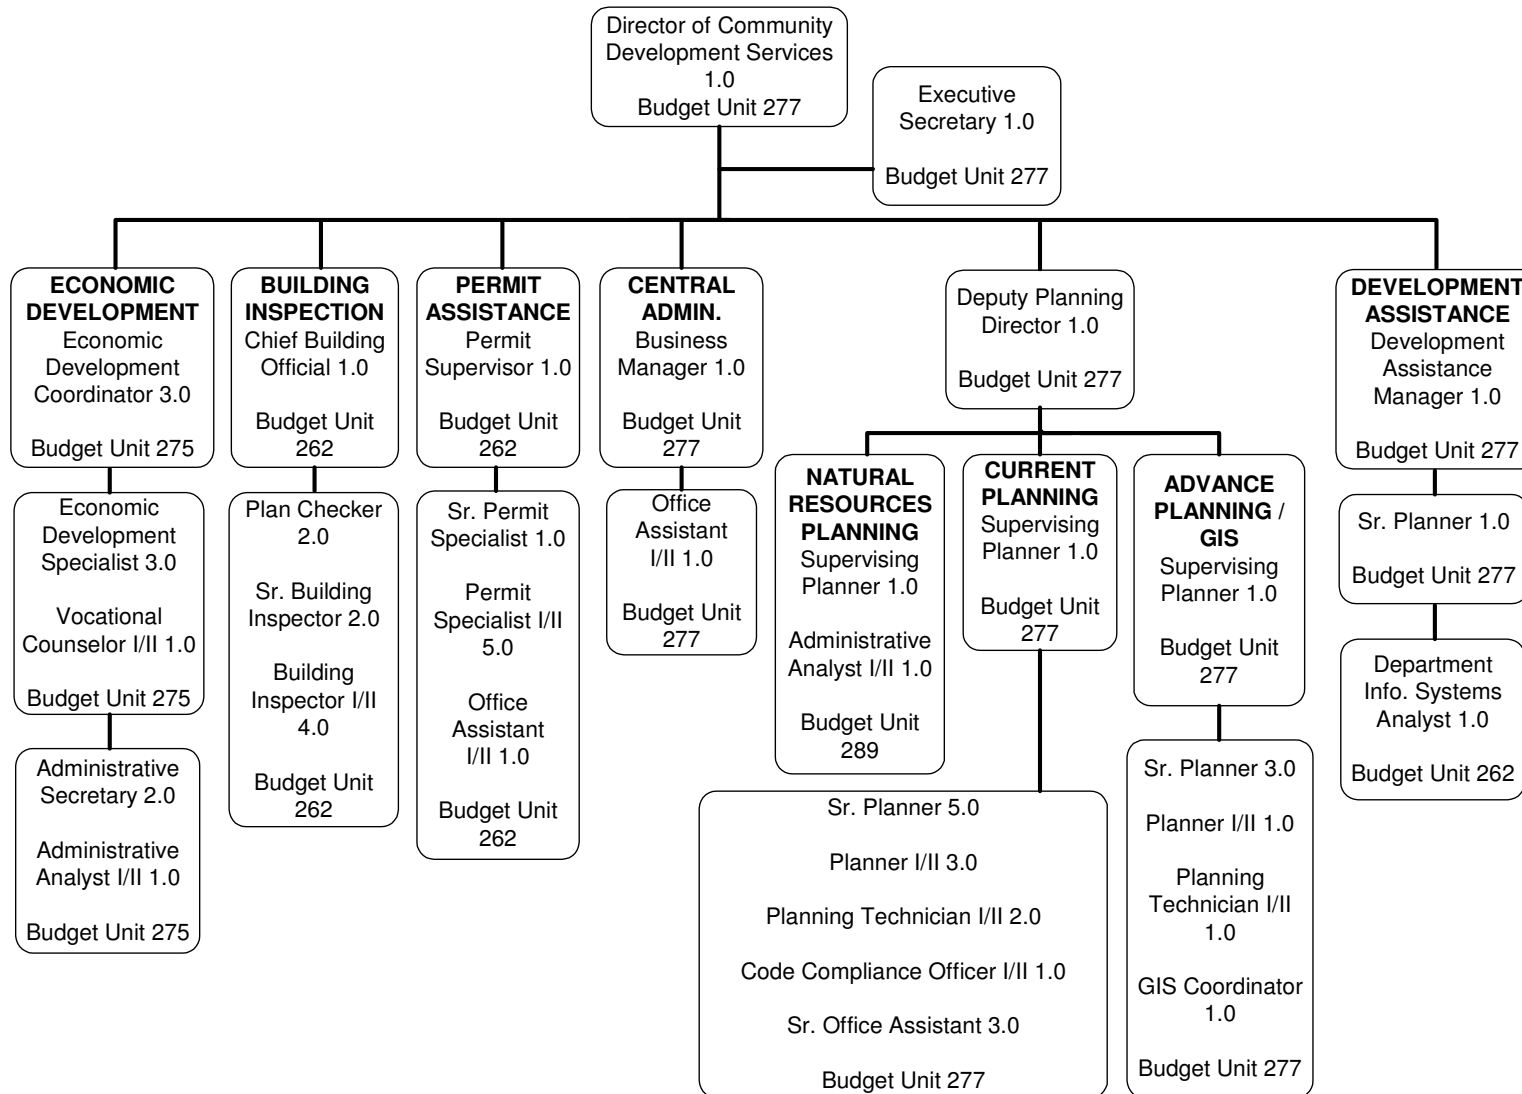 Director of Community
Development Services
1.0
Budget Unit 277
Executive
Secretary 1.0
Budget Unit 277
ECONOMIC
DEVELOPMENT
Economic
Development
Coordinator 3.0
Budget Unit 275
Economic
Development
Specialist 3.0
Vocational
Counselor I/II 1.0
Budget Unit 275
Administrative
Secretary 2.0
Administrative
Analyst I/II 1.0
Budget Unit 275
BUILDING
INSPECTION
Chief Building
Official 1.0
Budget Unit
262
Plan Checker
2.0
Sr. Building
Inspector 2.0
Building
Inspector I/II
4.0
Budget Unit
262
PERMIT
ASSISTANCE
Permit
Supervisor 1.0
Budget Unit
262
Sr. Permit
Specialist 1.0
Permit
Specialist I/II
5.0
Office
Assistant
I/II 1.0
Budget Unit
262
CENTRAL
ADMIN.
Business
Manager 1.0
Budget Unit
277
Office
Assistant
I/II 1.0
Budget Unit
277
Deputy Planning
Director 1.0
Budget Unit 277
NATURAL
RESOURCES
PLANNING
Supervising
Planner 1.0
Administrative
Analyst I/II 1.0
Budget Unit
289
CURRENT
PLANNING
Supervising
Planner 1.0
Budget Unit
277
Sr. Planner 5.0
Planner I/II 3.0
Planning Technician I/II 2.0
Code Compliance Officer I/II 1.0
Sr. Office Assistant 3.0
Budget Unit 277
ADVANCE
PLANNING /
GIS
Supervising
Planner 1.0
Budget Unit
277
Sr. Planner 3.0
Planner I/II 1.0
Planning
Technician I/II
1.0
GIS Coordinator
1.0
Budget Unit 277
DEVELOPMENT
ASSISTANCE
Development
Assistance
Manager 1.0
Budget Unit 277
Sr. Planner 1.0
Budget Unit 277
Department
Info. Systems
Analyst 1.0
Budget Unit 262